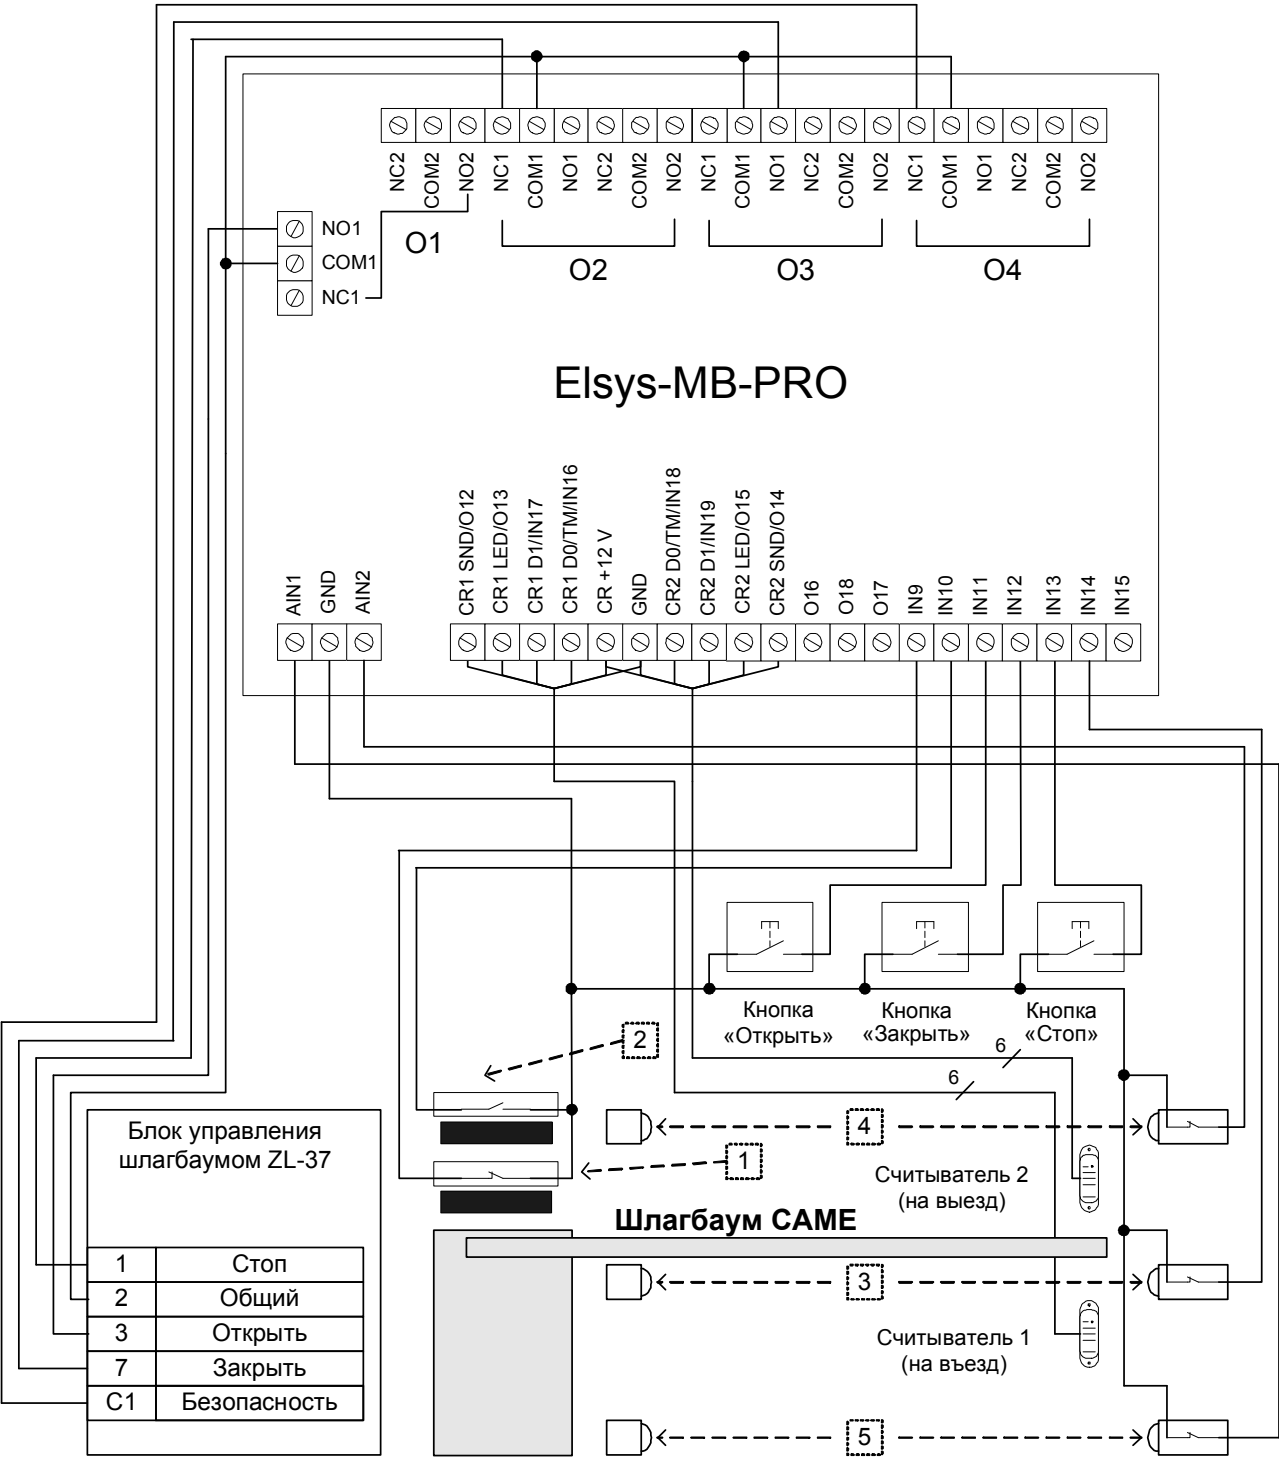 NC2
COM2
NO2
NC1
COM1
NO1
NC2
COM2
NO2
NC1
COM1
NO1
NC2
COM2
NO2
NC1
COM1
NO1
NC2
COM2
NO2
NO1
COM1
NC1
O1
O2
O3
O4
Elsys-MB-PRO
AIN1
GND
AIN2
CR1 SND/O12
CR1 LED/O13
CR1 D1/IN17
CR1 D0/TM/IN16
CR +12 V
GND
CR2 D0/TM/IN18
CR2 D1/IN19
CR2 LED/O15
CR2 SND/O14
O16
O18
O17
IN9
IN10
IN11
IN12
IN13
IN14
IN15
Кнопка
«Открыть»
Кнопка
«Закрыть»
Кнопка
«Стоп»
2
6
6
4
1
Считыватель 2
(на выезд)
Шлагбаум CAME
3
Считыватель 1
(на въезд)
5
Блок управления
шлагбаумом ZL-37
1 Стоп
2 Общий
3 Открыть
7 Закрыть
C1 Безопасность